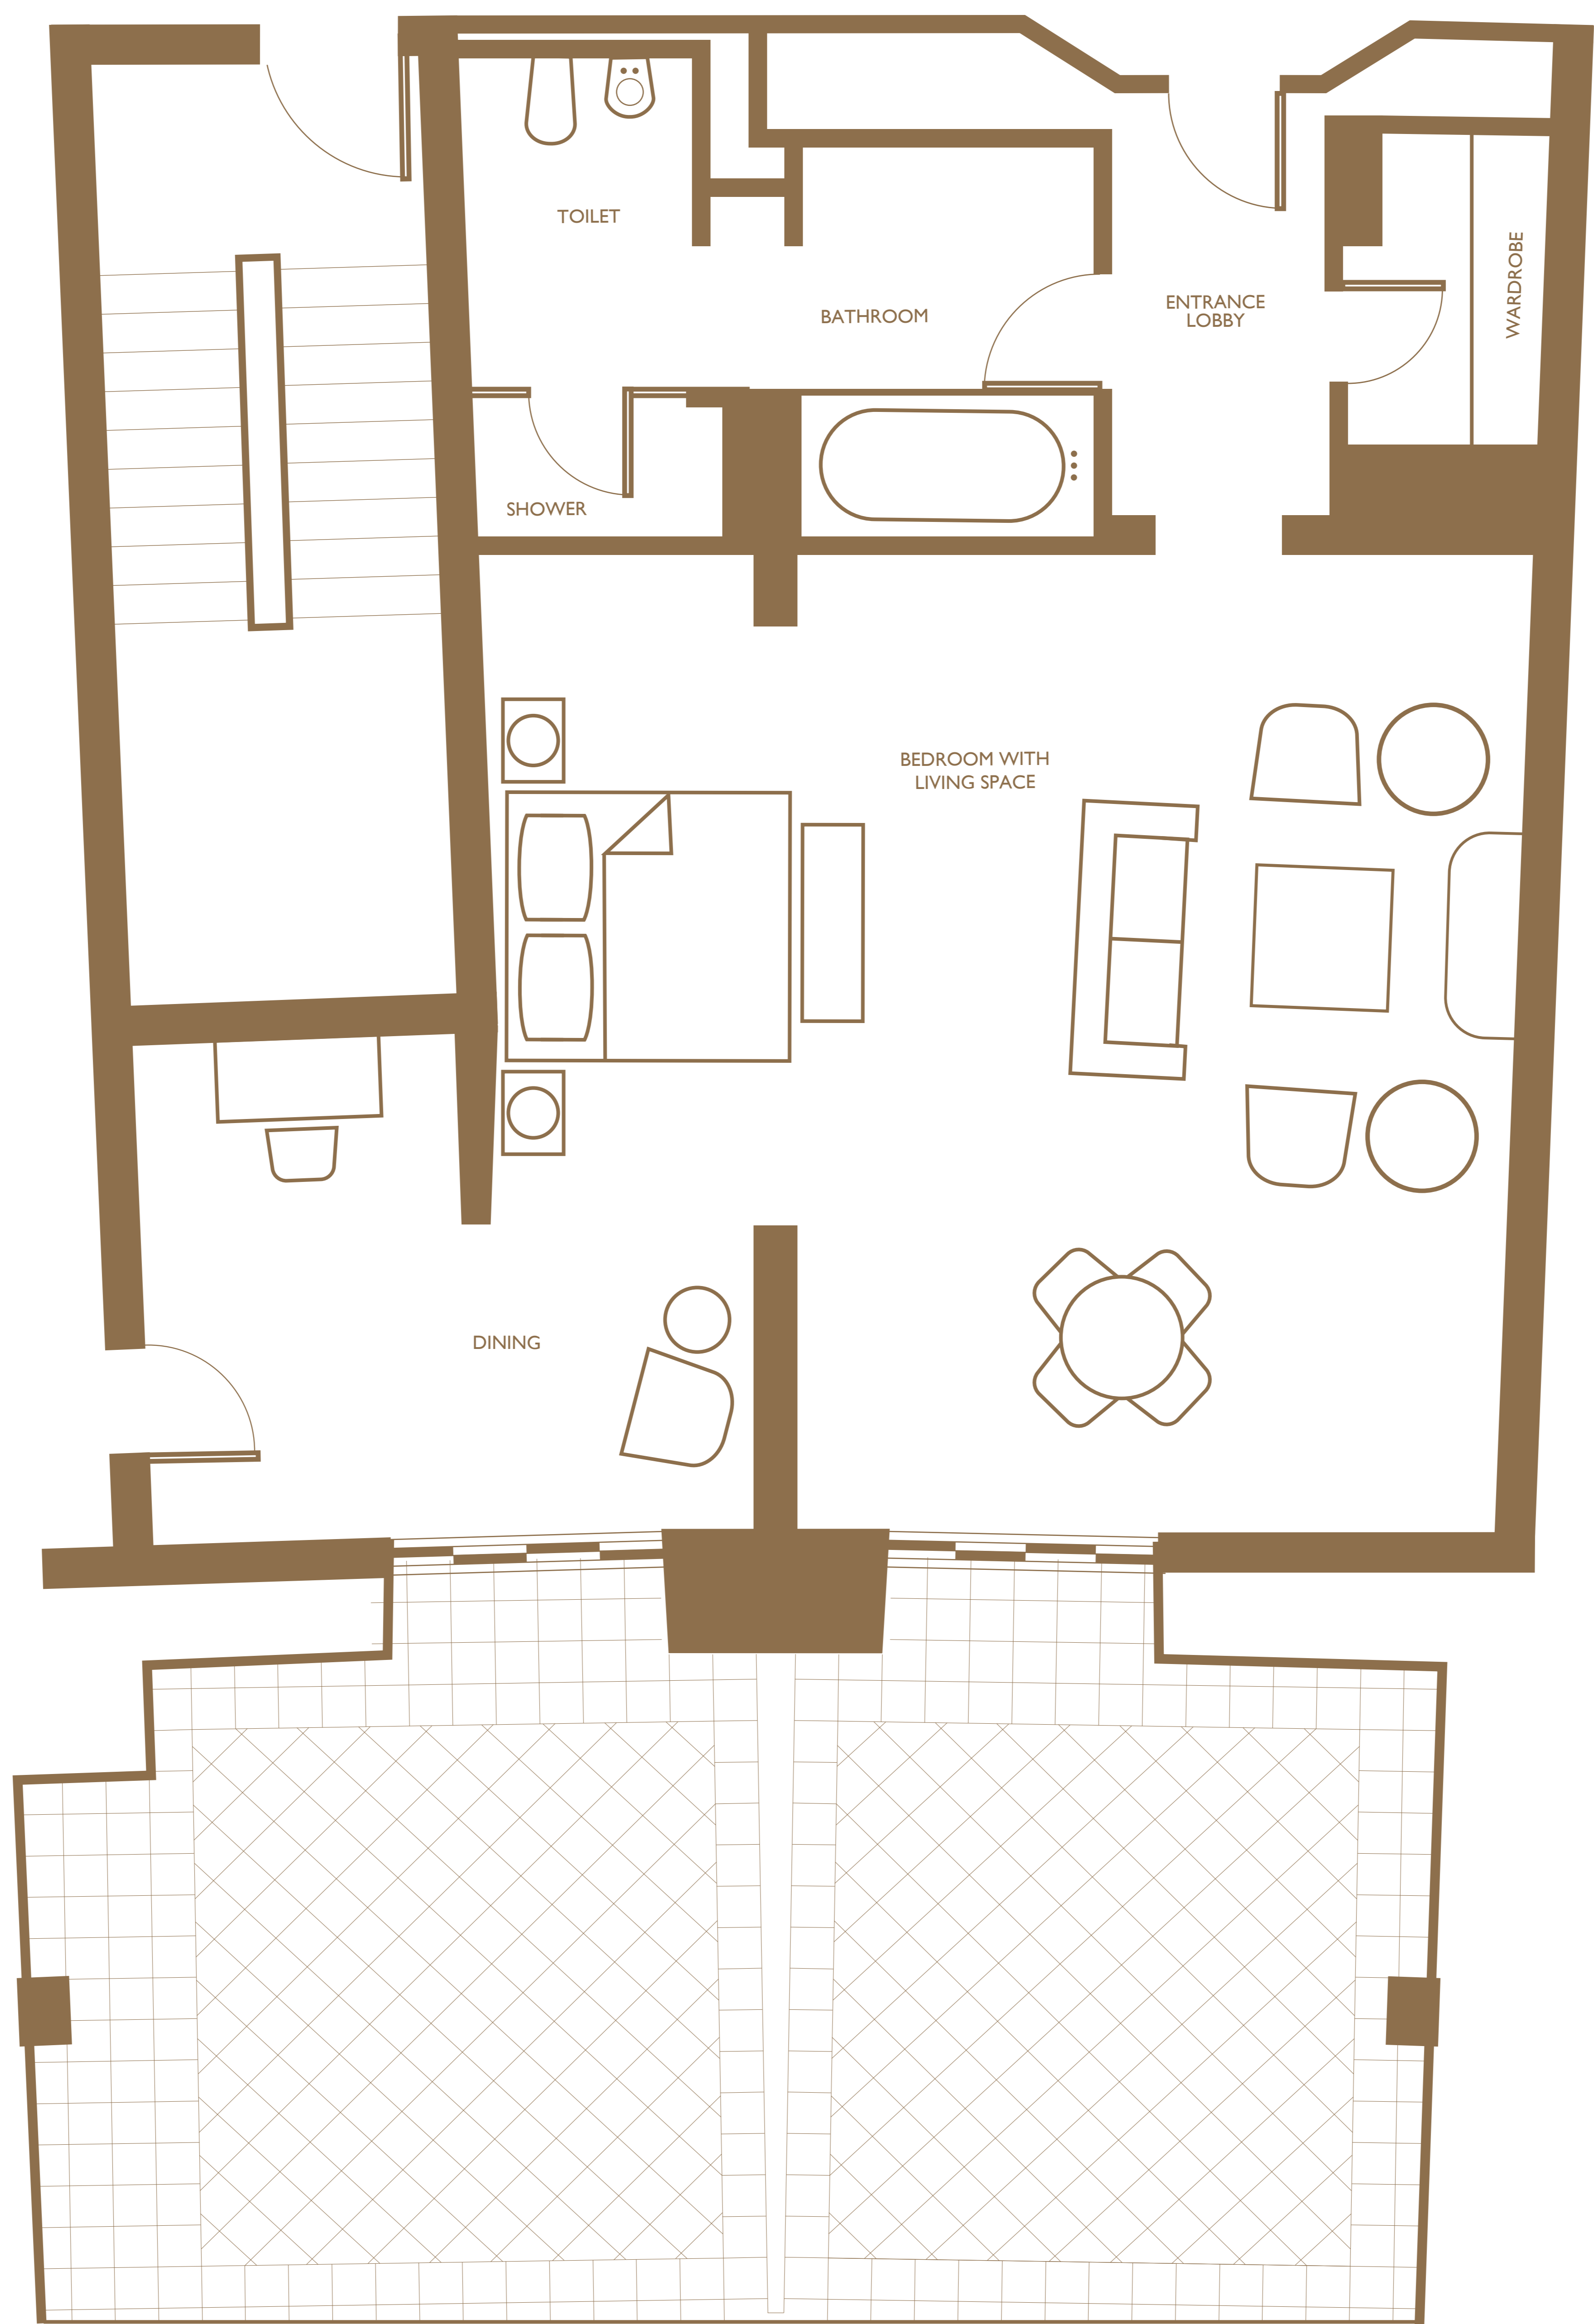 TOILET
BATHROOM
ENTRANCE
LOBBY
WARDROBE
SHOWER
BEDROOM WITH
LIVING SPACE
DINING